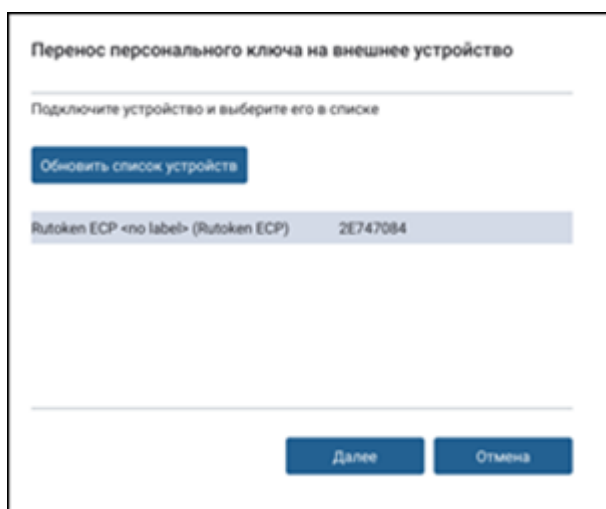 Перенос персонального ключа на внешнее устройство
Подключите устройство и выберите его в списке
Обновить список устройств
Rutoken ECP <no label> (Rutoken ECP) 2E747084
Далее Отмена